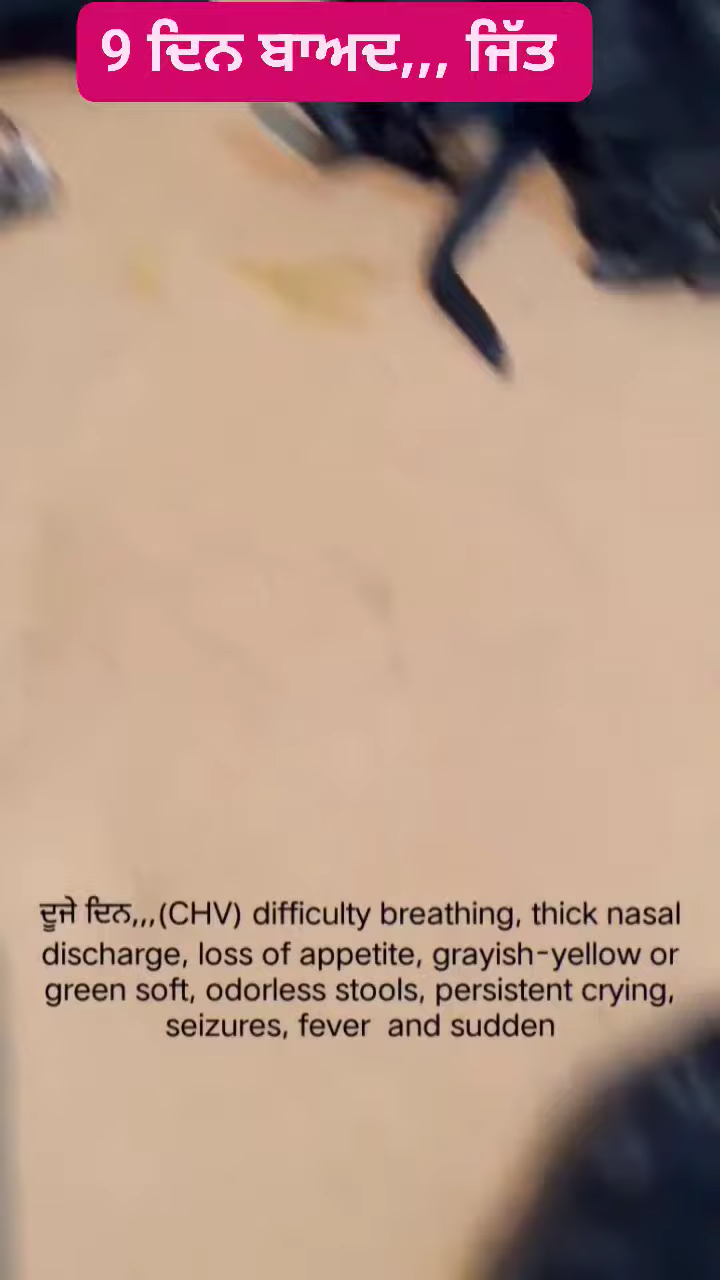 9 ਦਿਨ ਬਾਅਦ,,, ਜਿੱਤ
ਦੂਜੇ ਦਿਨ,,,(CHV) difficulty breathing, thick nasal
discharge, loss of appetite, grayish-yellow or
green soft, odorless stools, persistent crying,
seizures, fever and sudden